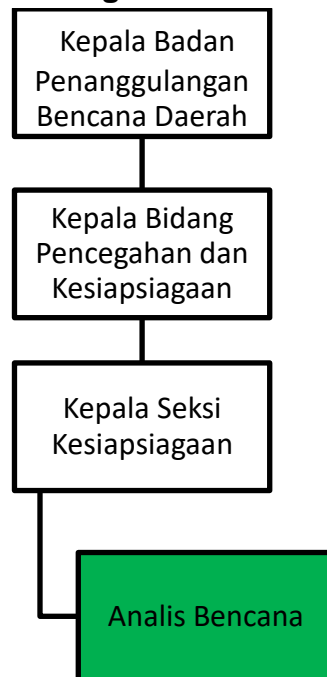 Kepala Badan
Penanggulangan
Bencana Daerah
Kepala Bidang
Pencegahan dan
Kesiapsiagaan
Kepala Seksi
Kesiapsiagaan
Analis Bencana